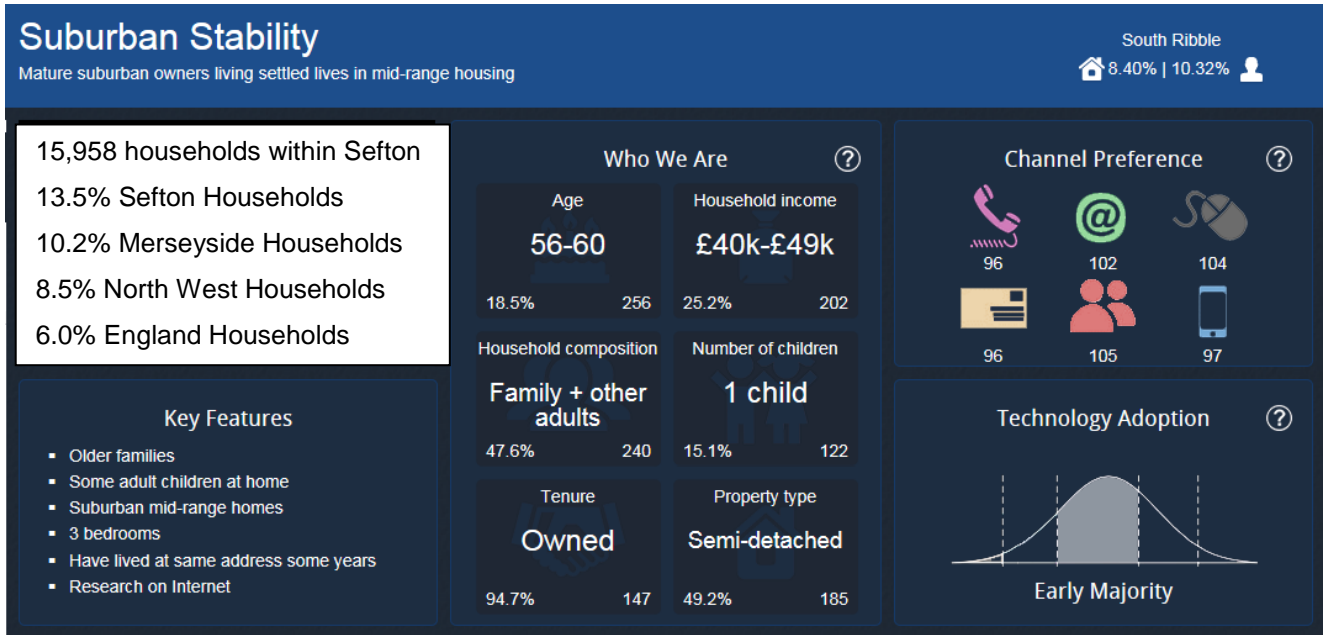 Suburban Stability
Mature suburban owners living settled lives in mid-range housing
South Ribble
8.40% | 10.32%
15,958 households within Sefton
13.5% Sefton Households
10.2% Merseyside Households
8.5% North West Households
6.0% England Households
Key Features
▪ Older families
▪ Some adult children at home
▪ Suburban mid-range homes
▪ 3 bedrooms
▪ Have lived at same address some years
▪ Research on Internet
Who We Are ?
Age
56-60
18.5% 256
Household income
£40k-£49k
25.2% 202
Household composition
Family + other
adults
47.6% 240
Number of children
1 child
15.1% 122
Tenure
Owned
94.7% 147
Property type
Semi-detached
49.2% 185
Channel Preference ?
@
96 102 104
96 105 97
Technology Adoption ?
Early Majority